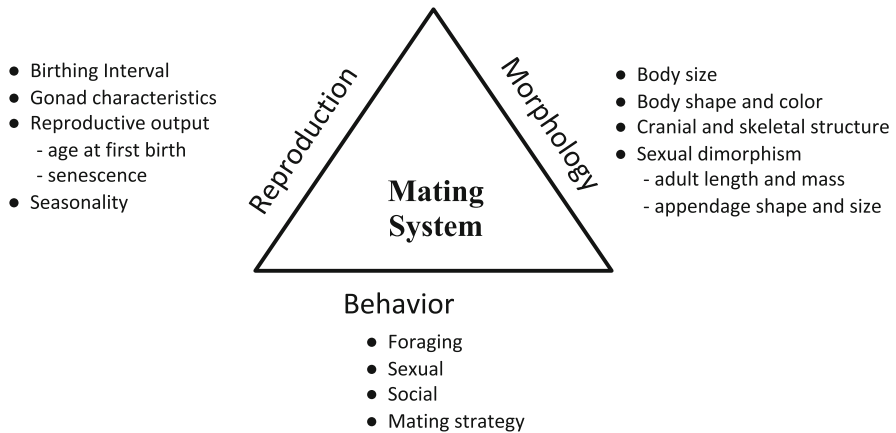 Reproduction
● Birthing Interval
● Gonad characteristics
● Reproductive output
- age at first birth
- senescence
● Seasonality
Morphology
● Body size
● Body shape and color
● Cranial and skeletal structure
● Sexual dimorphism
- adult length and mass
- appendage shape and size
Mating
System
Behavior
● Foraging
● Sexual
● Social
● Mating strategy